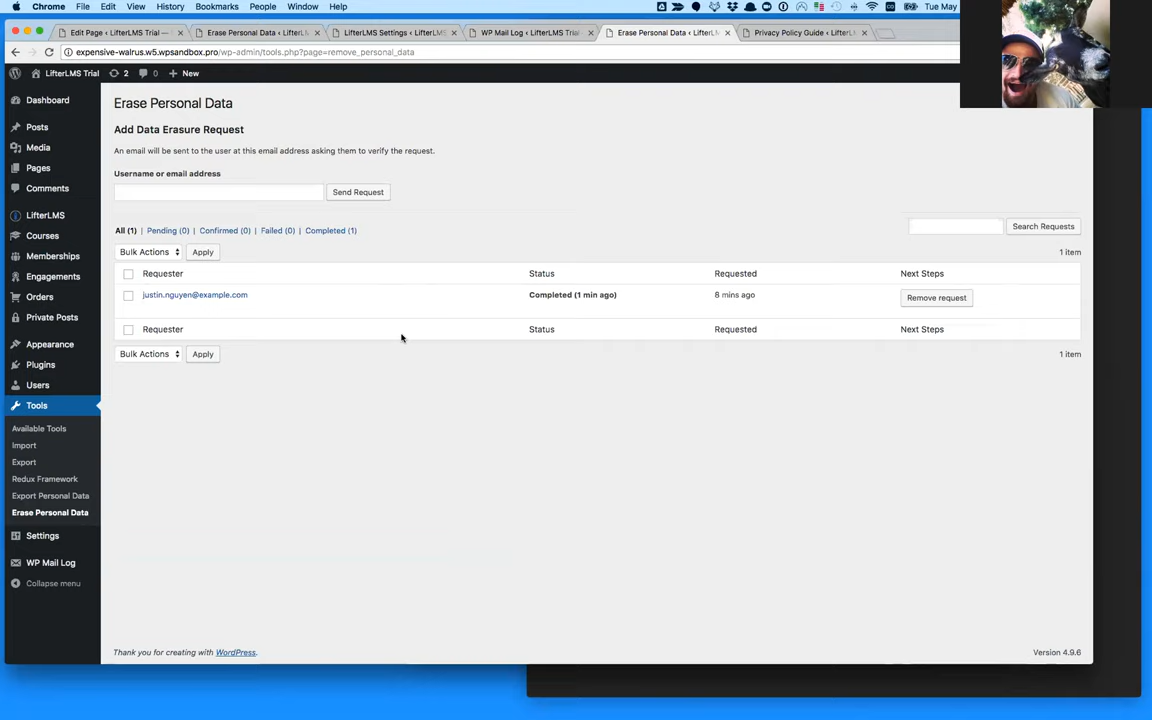 Chrome File Edit View History Bookmarks People Window Help Tue May
Edit Page ‹ LifterLMS Trial — × Erase Personal Data ‹ LifterLM × LifterLMS Settings ‹ LifterLMS × WP Mail Log ‹ LifterLMS Trial × Erase Personal Data ‹ LifterLM × Privacy Policy Guide ‹ LifterLM ×
expensive-walrus.w5.wpsandbox.pro/wp-admin/tools.php?page=remove_personal_data
LifterLMS Trial 2 0 New
Dashboard
Posts
Media
Pages
Comments
LifterLMS
Courses
Memberships
Engagements
Orders
Private Posts
Appearance
Plugins
Users
Tools
Available Tools
Import
Export
Redux Framework
Export Personal Data
Erase Personal Data
Settings
WP Mail Log
Collapse menu
Erase Personal Data
Add Data Erasure Request
An email will be sent to the user at this email address asking them to verify the request.
Username or email address
Send Request
All (1) | Pending (0) | Confirmed (0) | Failed (0) | Completed (1)
Search Requests
Bulk Actions Apply 1 item
Requester Status Requested Next Steps
justin.nguyen@example.com Completed (1 min ago) 8 mins ago Remove request
Requester Status Requested Next Steps
Bulk Actions Apply 1 item
Thank you for creating with WordPress. Version 4.9.6